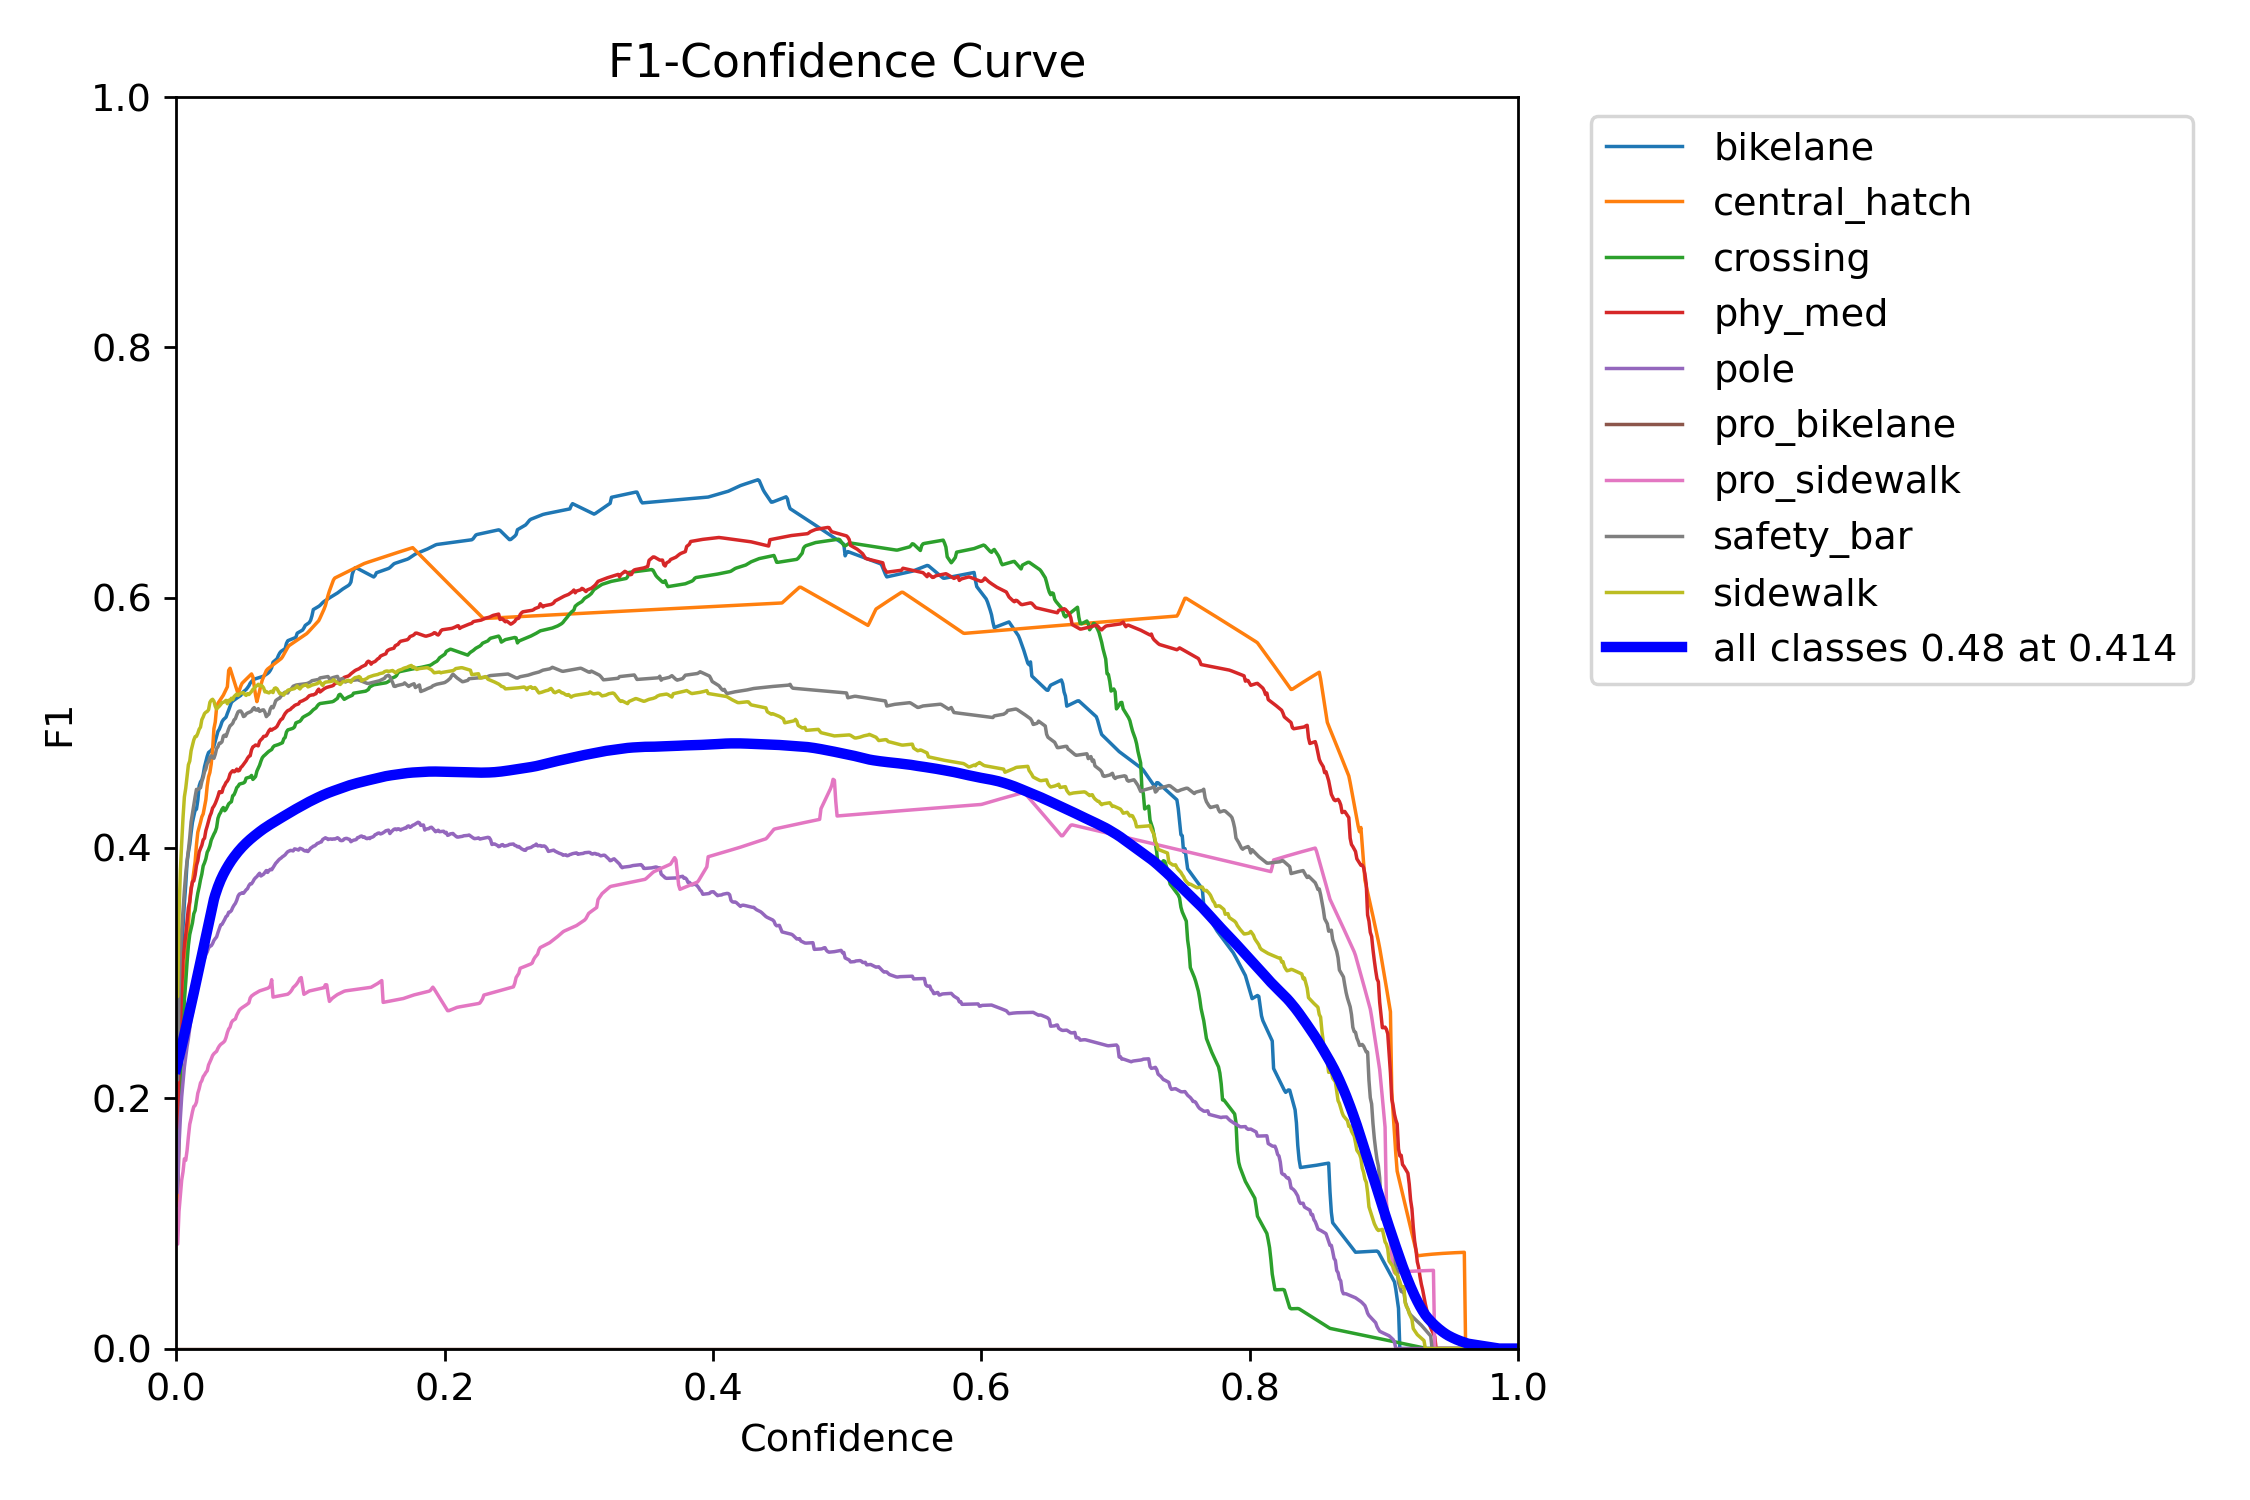 F1-Confidence Curve
1.0
0.8
0.6
0.4
0.2
0.0
F1
0.0 0.2 0.4 0.6 0.8 1.0
Confidence
bikelane
central_hatch
crossing
phy_med
pole
pro_bikelane
pro_sidewalk
safety_bar
sidewalk
all classes 0.48 at 0.414